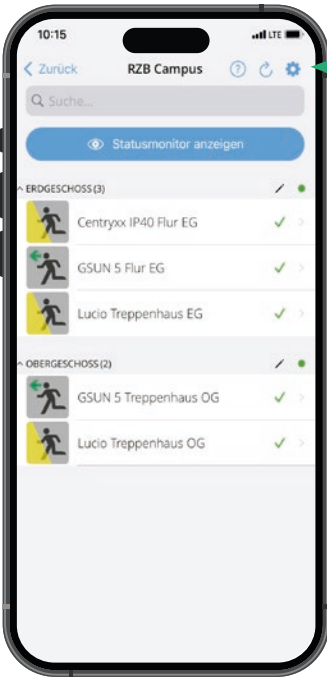 10:15 LTE
Zurück RZB Campus ?
Suche...
Statusmonitor anzeigen
ERDGESCHOSS (3)
Centryxx IP40 Flur EG
GSUN 5 Flur EG
Lucio Treppenhaus EG
OBERGESCHOSS (2)
GSUN 5 Treppenhaus OG
Lucio Treppenhaus OG